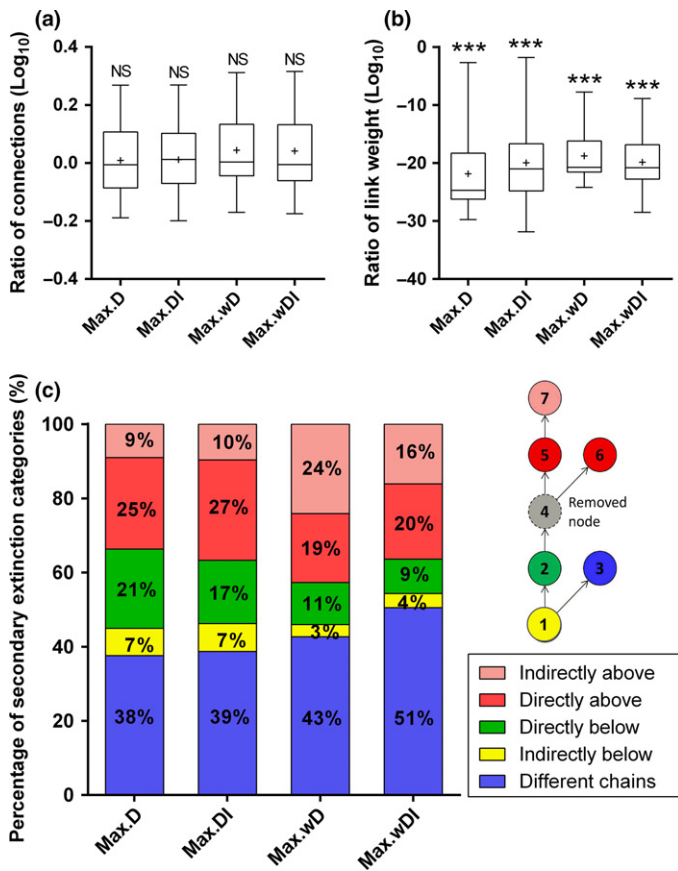 (a)
Ratio of connections (Log10)
0.4
0.2
0.0
–0.2
–0.4
NS
NS
NS
NS
Max.D
Max.DI
Max.wD
Max.wDI
(b)
Ratio of link weight (Log10)
0
–10
–20
–30
–40
***
***
***
***
Max.D
Max.DI
Max.wD
Max.wDI
(c)
Percentage of secondary extinction categories (%)
100
80
60
40
20
0
9%
25%
21%
7%
38%
10%
27%
17%
7%
39%
24%
19%
11%
3%
43%
16%
20%
9%
4%
51%
Max.D
Max.DI
Max.wD
Max.wDI
7
5
6
4
Removed
node
2
3
1
Indirectly above
Directly above
Directly below
Indirectly below
Different chains